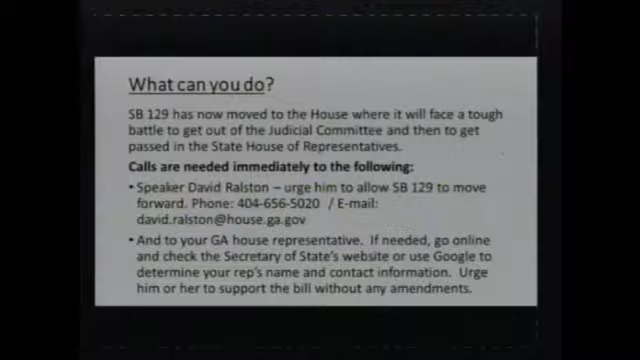 What can you do?
SB 129 has now moved to the House where it will face a tough
battle to get out of the Judicial Committee and then to get
passed in the State House of Representatives.
Calls are needed immediately to the following:
• Speaker David Ralston – urge him to allow SB 129 to move
forward. Phone: 404-656-5020 / E-mail:
david.ralston@house.ga.gov
• And to your GA house representative. If needed, go online
and check the Secretary of State's website or use Google to
determine your rep's name and contact information. Urge
him or her to support the bill without any amendments.